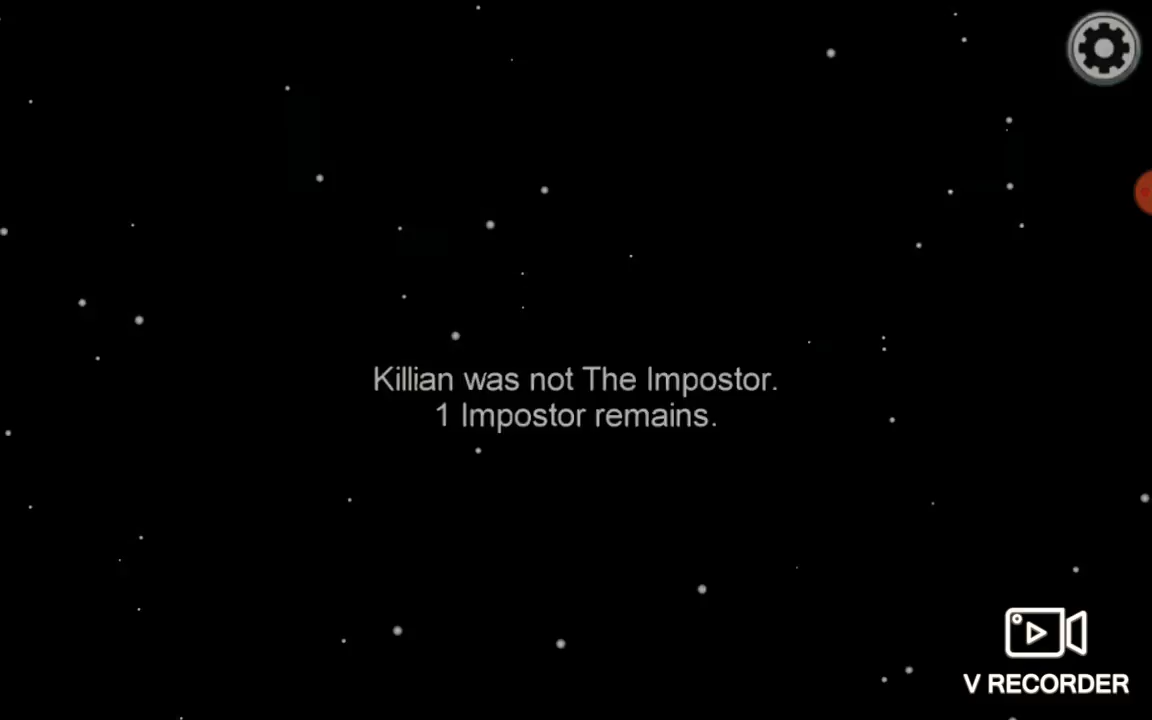 Killian was not The Impostor.
1 Impostor remains.
V RECORDER